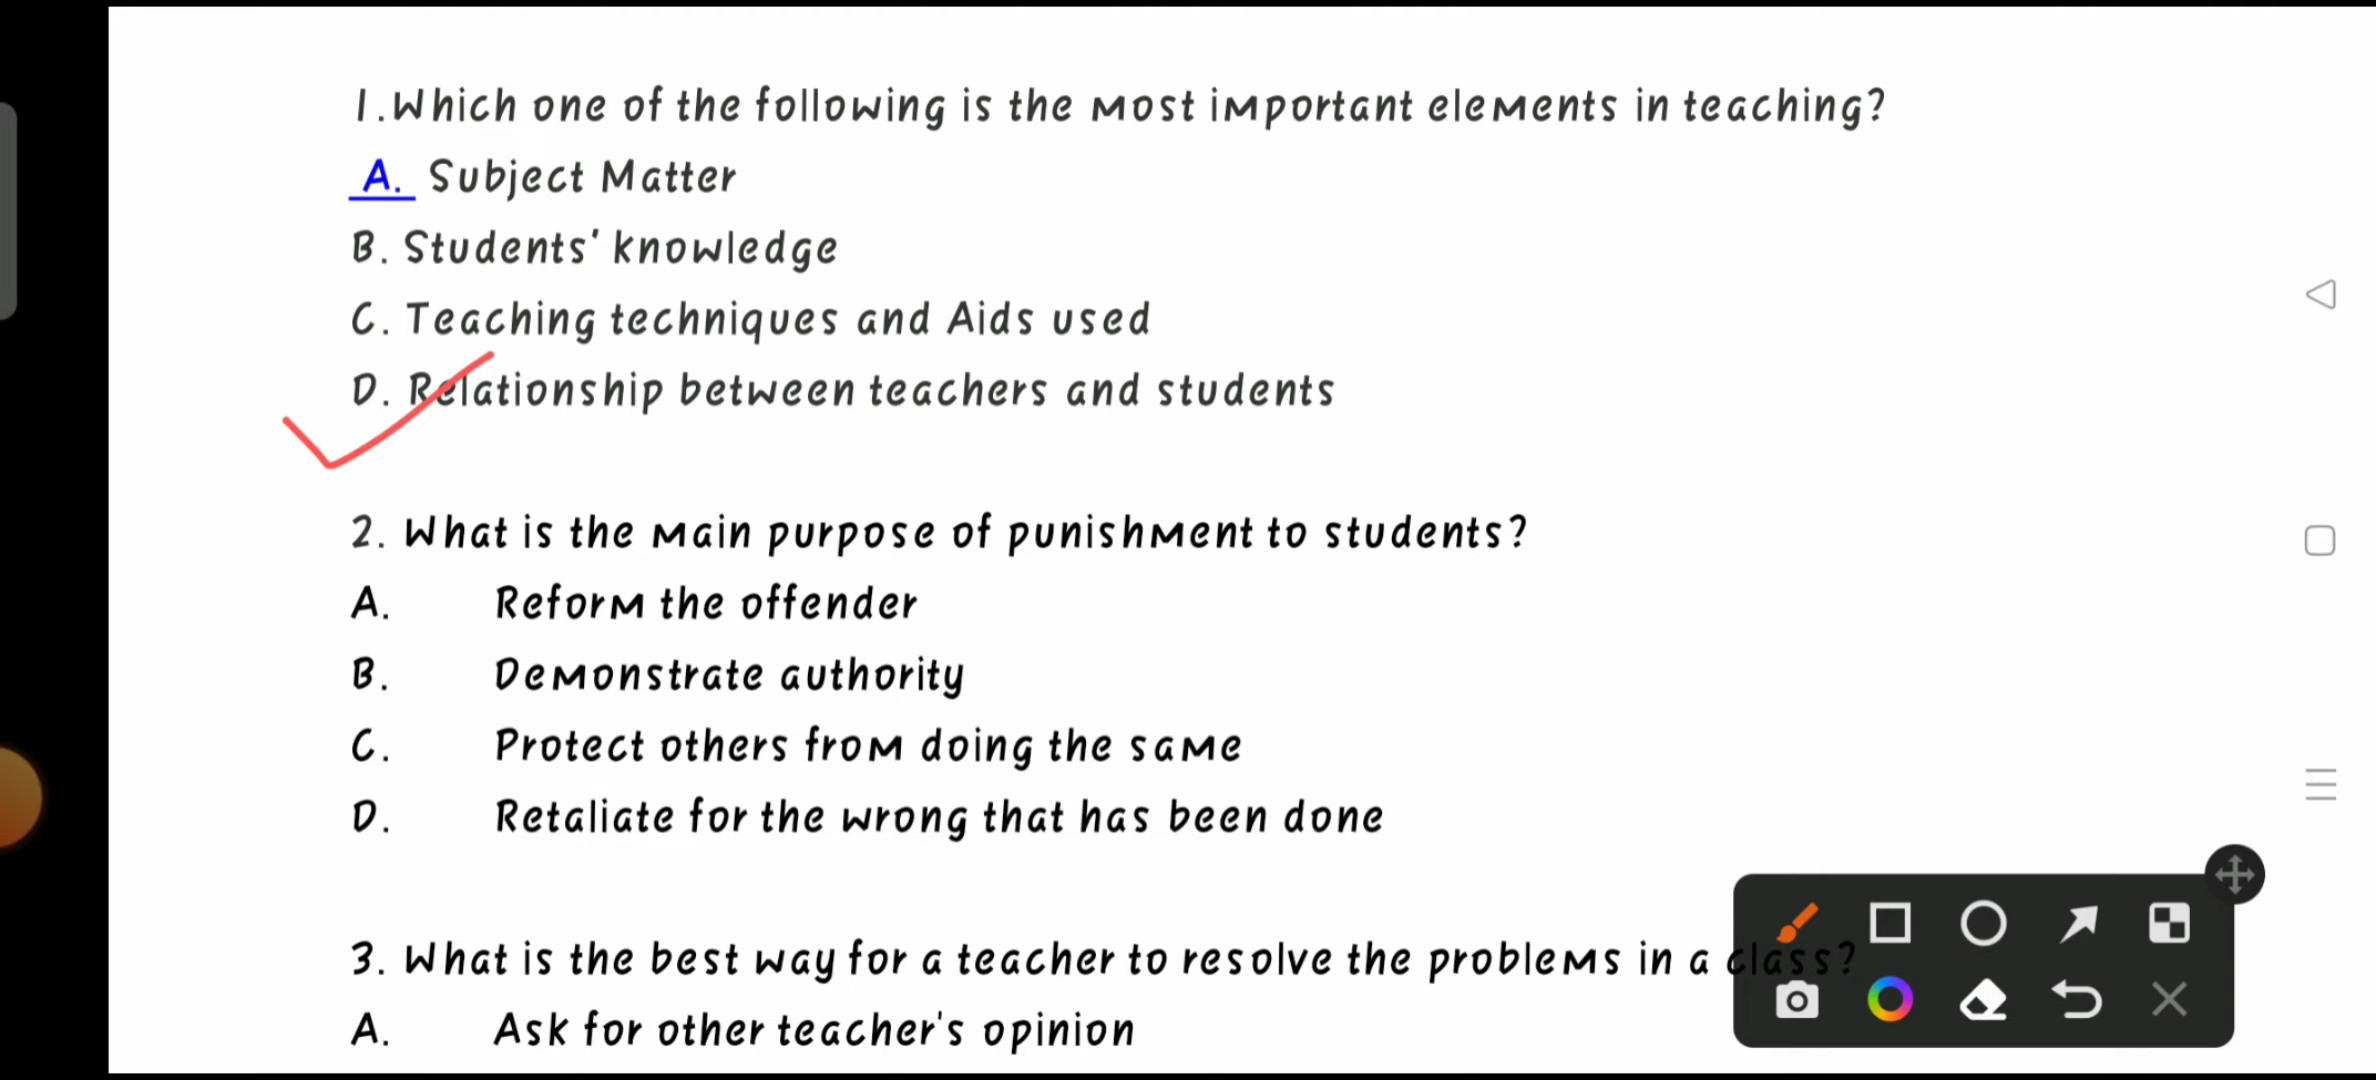 1.Which one of the following is the most important elements in teaching?
A. Subject Matter
B. Students' knowledge
C. Teaching techniques and Aids used
D. Relationship between teachers and students
2. What is the main purpose of punishment to students?
A. Reform the offender
B. Demonstrate authority
C. Protect others from doing the same
D. Retaliate for the wrong that has been done
3. What is the best way for a teacher to resolve the problems in a class?
A. Ask for other teacher's opinion